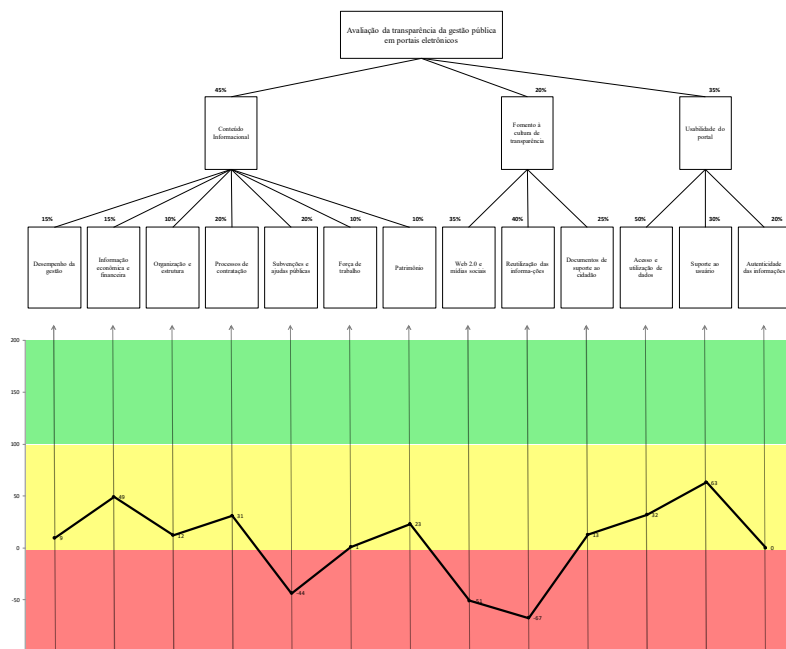 Avaliação da transparência da gestão pública
em portais eletrônicos
45%
20%
35%
Conteúdo
Informacional
Fomento à
cultura de
transparência
Usabilidade do
portal
15%
15%
10%
20%
20%
10%
10%
35%
40%
25%
50%
30%
20%
Desempenho da
gestão
Informação
econômica e
financeira
Organização e
estrutura
Processos de
contratação
Subvenções e
ajudas públicas
Força de
trabalho
Patrimônio
Web 2.0 e
mídias sociais
Reutilização das
informa-ções
Documentos de
suporte ao
cidadão
Acesso e
utilização de
dados
Suporte ao
usuário
Autenticidade
das informações
200
150
100
50
0
-50
9
49
12
31
-44
1
23
-51
-67
13
32
63
0